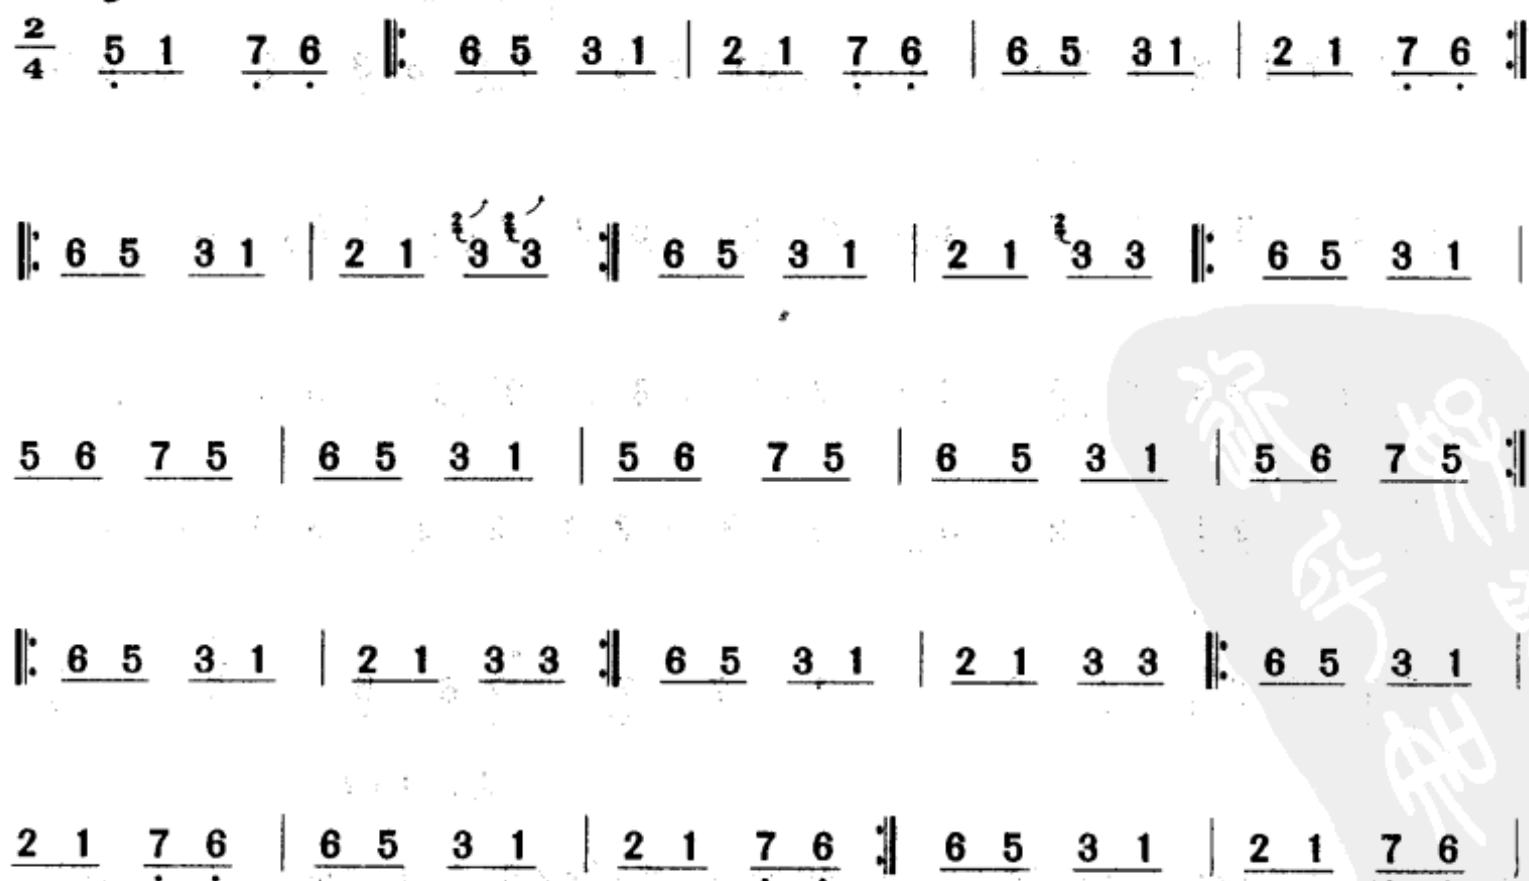 2/4 5̣ 1 7̣ 6̣ ‖: 6 5 3 1 | 2 1 7̣ 6̣ | 6 5 3 1 | 2 1 7̣ 6̣ :‖
‖: 6 5 3 1 | 2 1 3 3 :‖ 6 5 3 1 | 2 1 3 3 ‖: 6 5 3 1 |
5 6 7 5 | 6 5 3 1 | 5 6 7 5 | 6 5 3 1 | 5 6 7 5 :‖
‖: 6 5 3 1 | 2 1 3 3 :‖ 6 5 3 1 | 2 1 3 3 ‖: 6 5 3 1 |
2 1 7̣ 6̣ | 6 5 3 1 | 2 1 7̣ 6̣ :‖ 6 5 3 1 | 2 1 7 6 |